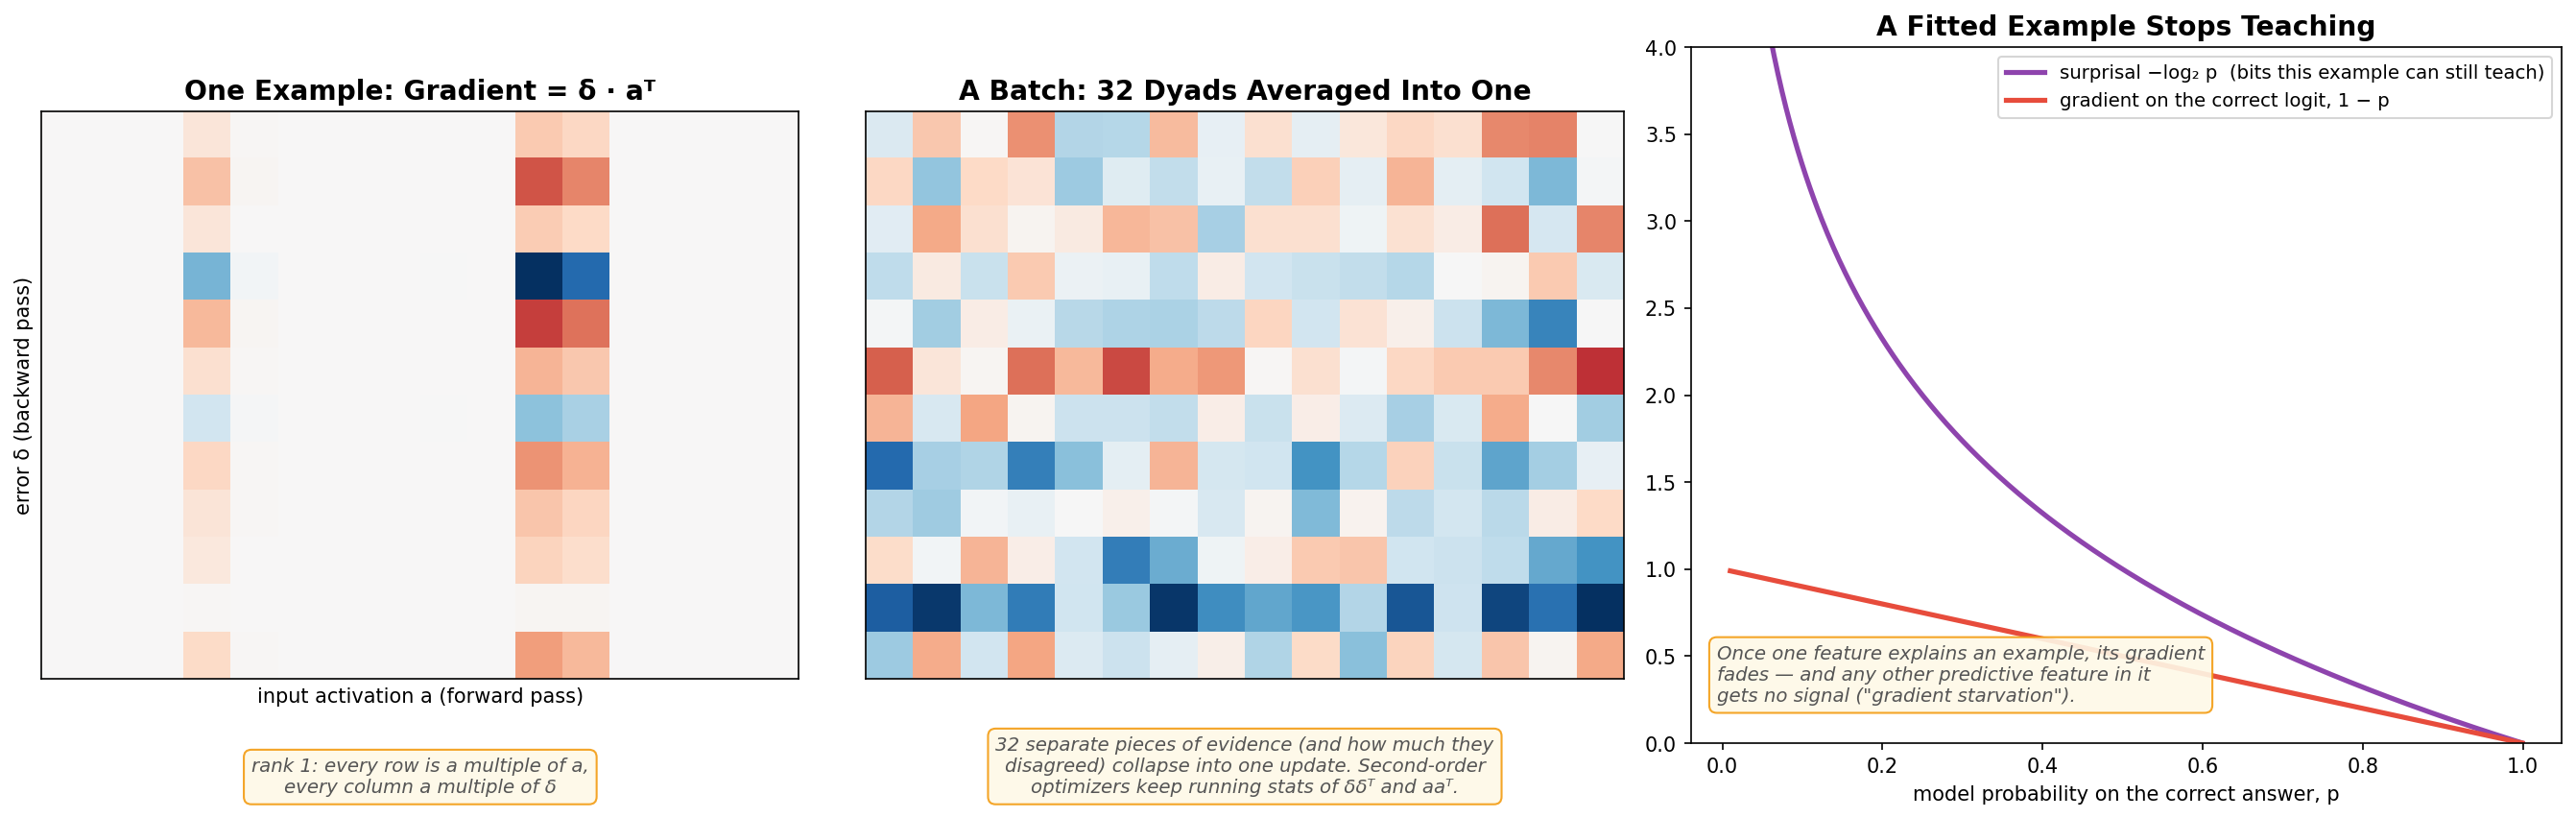 One Example: Gradient = δ · aᵀ
error δ (backward pass)
input activation a (forward pass)
rank 1: every row is a multiple of a,
every column a multiple of δ
A Batch: 32 Dyads Averaged Into One
32 separate pieces of evidence (and how much they
disagreed) collapse into one update. Second-order
optimizers keep running stats of δδᵀ and aaᵀ.
A Fitted Example Stops Teaching
surprisal −log₂ p  (bits this example can still teach)
gradient on the correct logit, 1 − p
4.0
3.5
3.0
2.5
2.0
1.5
1.0
0.5
0.0
Once one feature explains an example, its gradient
fades — and any other predictive feature in it
gets no signal ("gradient starvation").
0.0 0.2 0.4 0.6 0.8 1.0
model probability on the correct answer, p